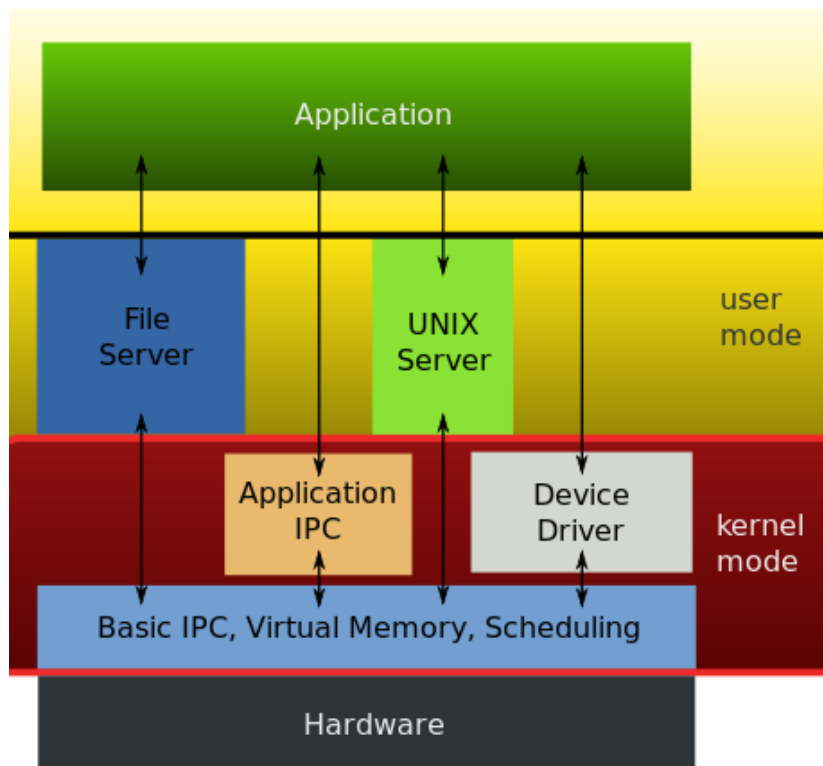 Application
File
Server
UNIX
Server
user
mode
Application
IPC
Device
Driver
kernel
mode
Basic IPC, Virtual Memory, Scheduling
Hardware